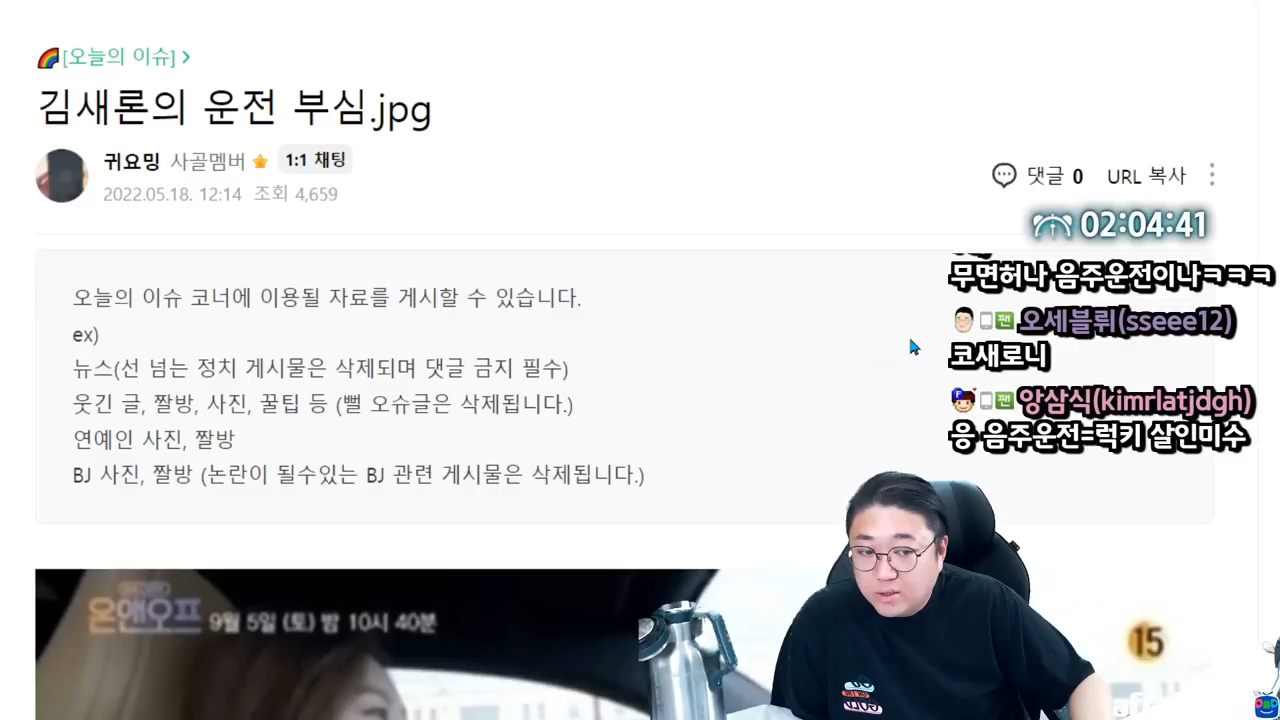 [오늘의 이슈] >
김새론의 운전 부심.jpg
귀요밍 사골멤버 1:1 채팅
2022.05.18. 12:14 조회 4,659
댓글 0 URL 복사
02:04:41
무면허나 음주운전이나ㅋㅋㅋ
팬 오세블뤼(sseee12)
코새로니
팬 앙삼식(kimrlatjdgh)
응 음주운전=럭키 살인미수
오늘의 이슈 코너에 이용될 자료를 게시할 수 있습니다.
ex)
뉴스(선 넘는 정치 게시물은 삭제되며 댓글 금지 필수)
웃긴 글, 짤방, 사진, 꿀팁 등 (뻘 오슈글은 삭제됩니다.)
연예인 사진, 짤방
BJ 사진, 짤방 (논란이 될수있는 BJ 관련 게시물은 삭제됩니다.)
온앤오프 9월 5일 (토) 밤 10시 40분
15